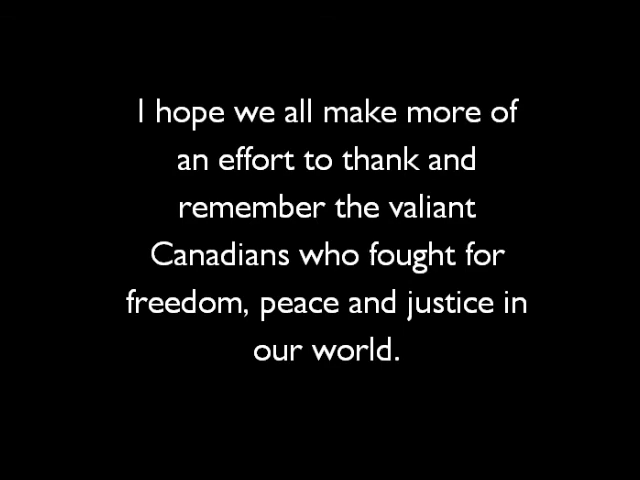 I hope we all make more of
an effort to thank and
remember the valiant
Canadians who fought for
freedom, peace and justice in
our world.